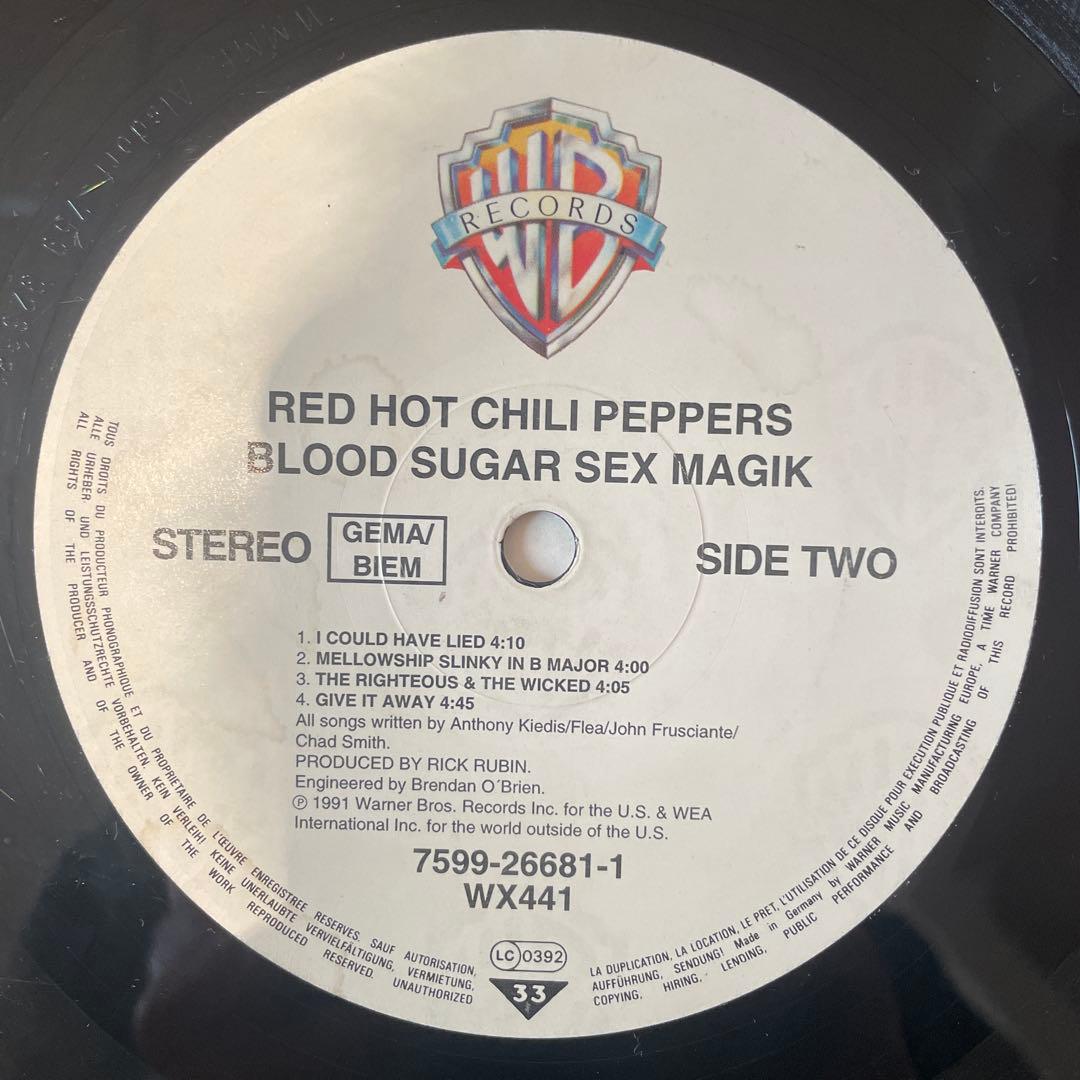 WB
RECORDS
RED HOT CHILI PEPPERS
BLOOD SUGAR SEX MAGIK
STEREO
GEMA/
BIEM
SIDE TWO
1. I COULD HAVE LIED 4:10
2. MELLOWSHIP SLINKY IN B MAJOR 4:00
3. THE RIGHTEOUS & THE WICKED 4:05
4. GIVE IT AWAY 4:45
All songs written by Anthony Kiedis/Flea/John Frusciante/
Chad Smith.
PRODUCED BY RICK RUBIN.
Engineered by Brendan O´Brien.
℗ 1991 Warner Bros. Records Inc. for the U.S. & WEA
International Inc. for the world outside of the U.S.
7599-26681-1
WX441
LC 0392
33
TOUS DROITS DU PRODUCTEUR PHONOGRAPHIQUE ET DU PROPRIETAIRE DE L'ŒUVRE ENREGISTREE RESERVES. SAUF AUTORISATION,
LA DUPLICATION, LA LOCATION, LE PRET, L'UTILISATION DE CE DISQUE POUR EXECUTION PUBLIQUE ET RADIODIFFUSION SONT INTERDITS.
ALLE URHEBER UND LEISTUNGSSCHUTZRECHTE VORBEHALTEN. KEIN VERLEIH! KEINE UNERLAUBTE VERVIELFÄLTIGUNG, VERMIETUNG,
AUFFÜHRUNG, SENDUNG! Made in Germany by WARNER MUSIC MANUFACTURING EUROPE, A TIME WARNER COMPANY
ALL RIGHTS OF THE PRODUCER AND OF THE OWNER OF THE WORK REPRODUCED RESERVED. UNAUTHORIZED
COPYING, HIRING, LENDING, PUBLIC PERFORMANCE AND BROADCASTING OF THIS RECORD PROHIBITED!